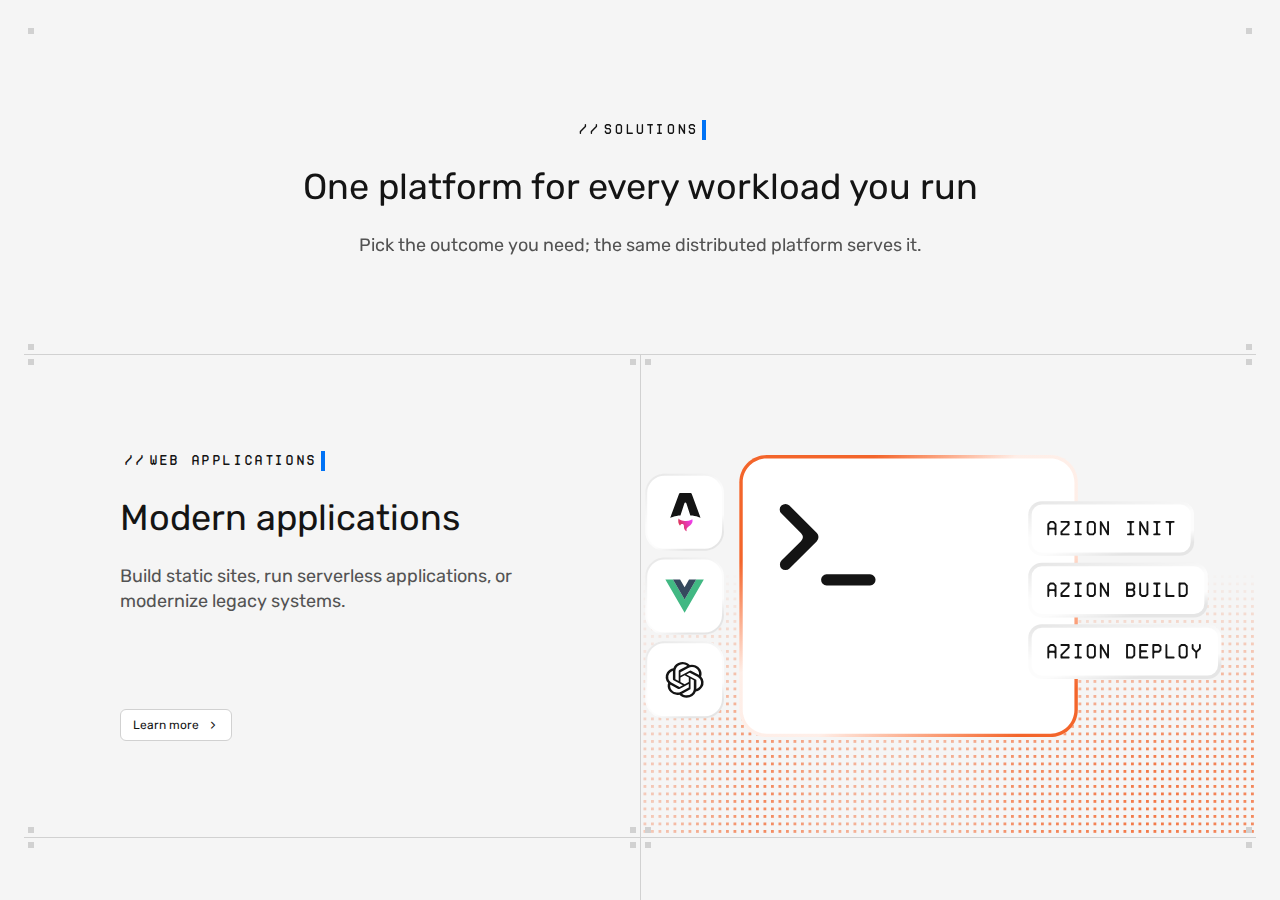 //SOLUTIONS
One platform for every workload you run
Pick the outcome you need; the same distributed platform serves it.
//WEB APPLICATIONS
Modern applications
Build static sites, run serverless applications, or
modernize legacy systems.
Learn more
AZION INIT
AZION BUILD
AZION DEPLOY